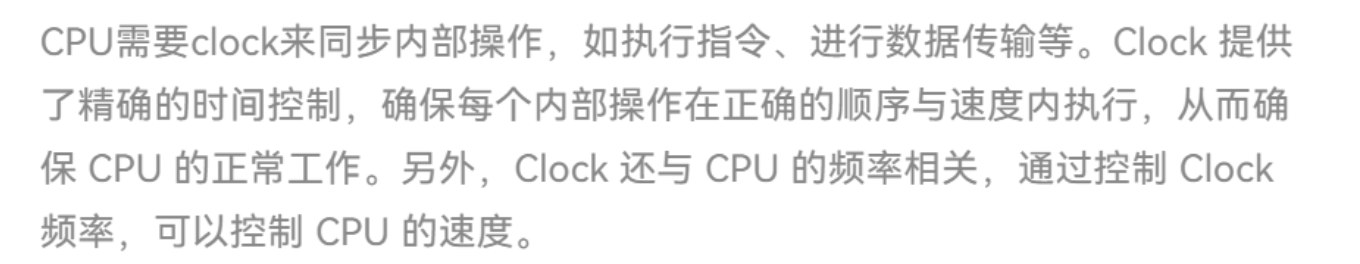 CPU需要clock来同步内部操作，如执行指令、进行数据传输等。Clock 提供
了精确的时间控制，确保每个内部操作在正确的顺序与速度内执行，从而确
保 CPU 的正常工作。另外，Clock 还与 CPU 的频率相关，通过控制 Clock
频率，可以控制 CPU 的速度。